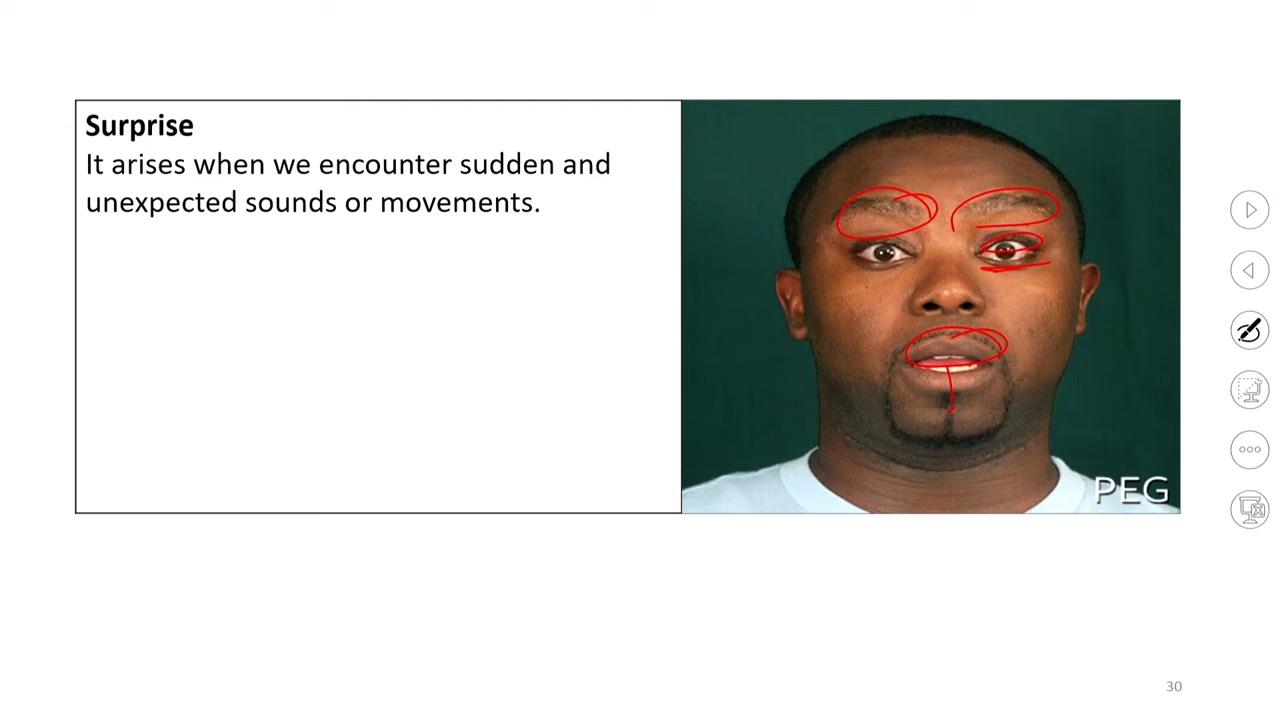 Surprise
It arises when we encounter sudden and
unexpected sounds or movements.
PEG
30